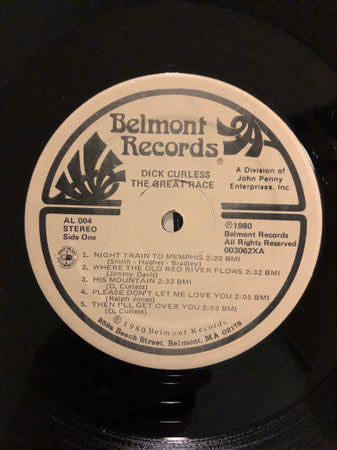 Belmont
Records®
A Division of
John Penny
Enterprises, Inc.
DICK CURLESS
THE GREAT RACE
AL 004
STEREO
Side One
℗1980
Belmont Records
All Rights Reserved
003062XA
1. NIGHT TRAIN TO MEMPHIS 2:20 BMI
(Smith - Hughes - Bradley)
2. WHERE THE OLD RED RIVER FLOWS 2:32 BMI
(Jimmy Davis)
3. HIS MOUNTAIN 2:33 BMI
(D. Curless)
4. PLEASE DON'T LET ME LOVE YOU 2:05 BMI
(Ralph Jones)
5. THEN I'LL GET OVER YOU 2:53 BMI
(D. Curless)
© 1980 Belmont Records
Beech Street, Belmont, MA 02178